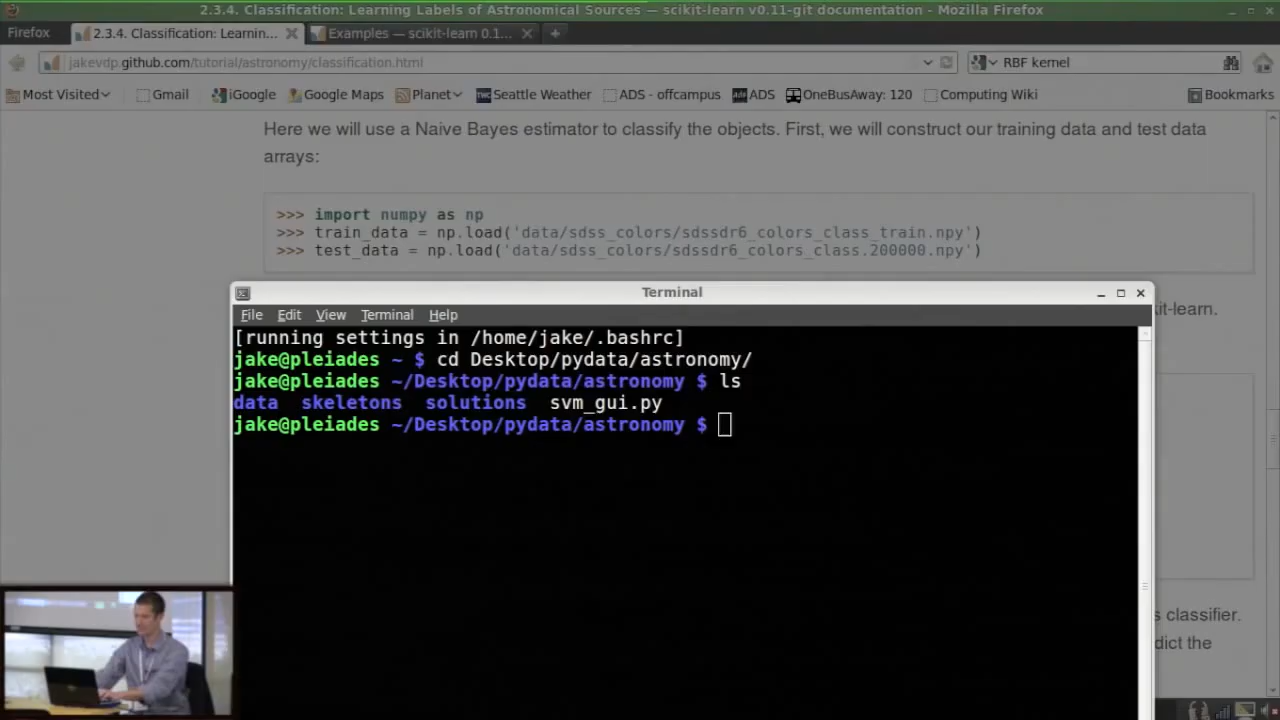 2.3.4. Classification: Learning Labels of Astronomical Sources — scikit-learn v0.11-git documentation - Mozilla Firefox
Firefox
2.3.4. Classification: Learnin...
Examples — scikit-learn 0.1...
jakevdp.github.com/tutorial/astronomy/classification.html
RBF kernel
Most Visited
Gmail
iGoogle
Google Maps
Planet
Seattle Weather
ADS - offcampus
ADS
OneBusAway: 120
Computing Wiki
Bookmarks
Here we will use a Naive Bayes estimator to classify the objects. First, we will construct our training data and test data
arrays:
>>> import numpy as np
>>> train_data = np.load('data/sdss_colors/sdssdr6_colors_class_train.npy')
>>> test_data = np.load('data/sdss_colors/sdssdr6_colors_class.200000.npy')
Terminal
kit-learn.
File Edit View Terminal Help
[running settings in /home/jake/.bashrc]
jake@pleiades ~ $ cd Desktop/pydata/astronomy/
jake@pleiades ~/Desktop/pydata/astronomy $ ls
data skeletons solutions svm_gui.py
jake@pleiades ~/Desktop/pydata/astronomy $
s classifier.
dict the